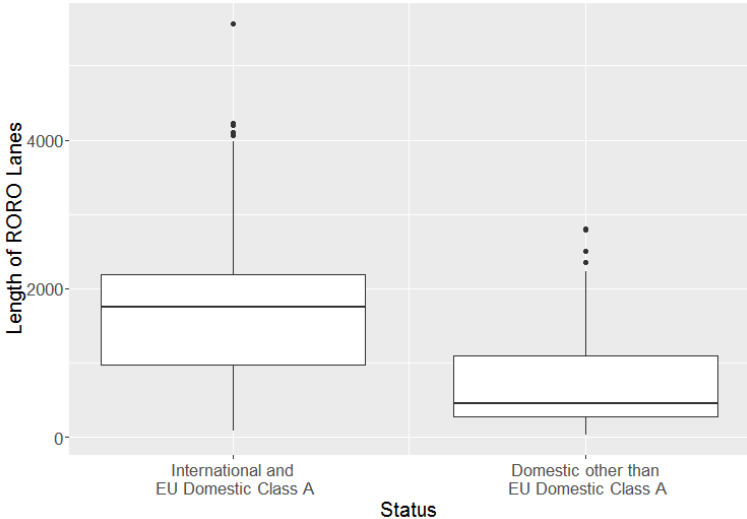 Length of RORO Lanes
4000
2000
0
International and
EU Domestic Class A
Domestic other than
EU Domestic Class A
Status